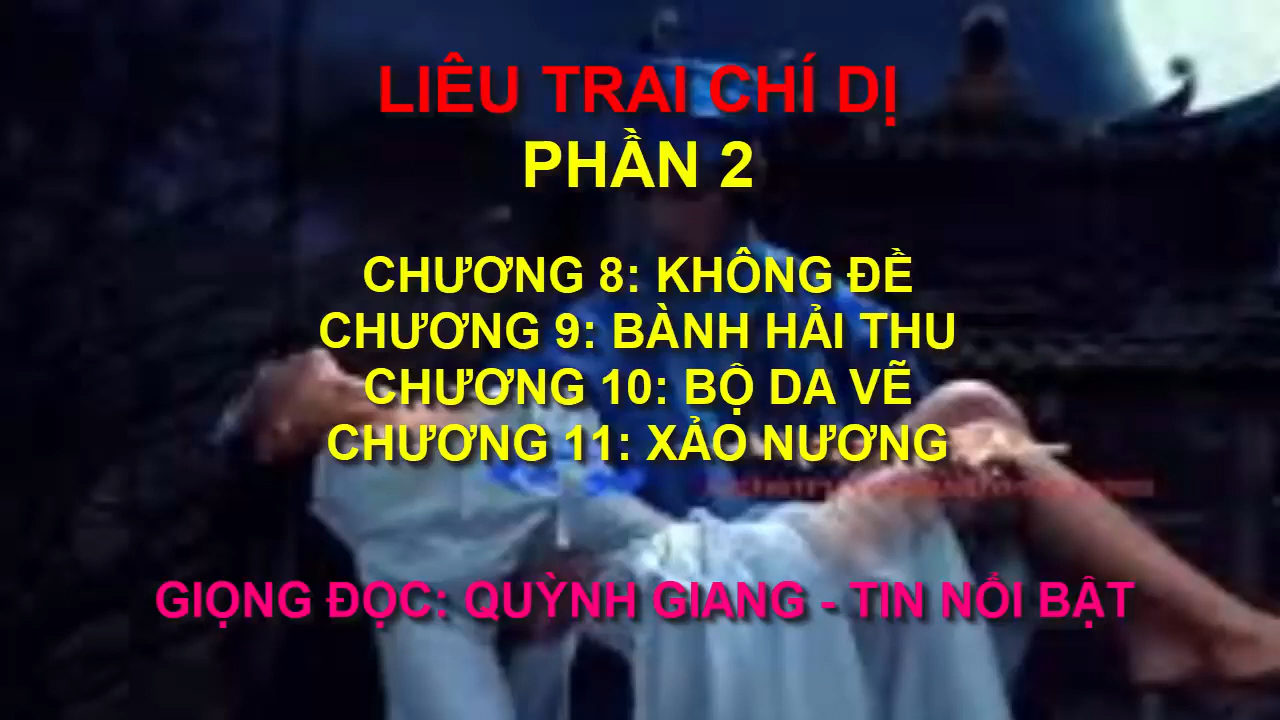 LIÊU TRAI CHÍ DỊ
PHẦN 2
CHƯƠNG 8: KHÔNG ĐỀ
CHƯƠNG 9: BÀNH HẢI THU
CHƯƠNG 10: BỘ DA VẼ
CHƯƠNG 11: XẢO NƯƠNG
GIỌNG ĐỌC: QUỲNH GIANG - TIN NỔI BẬT